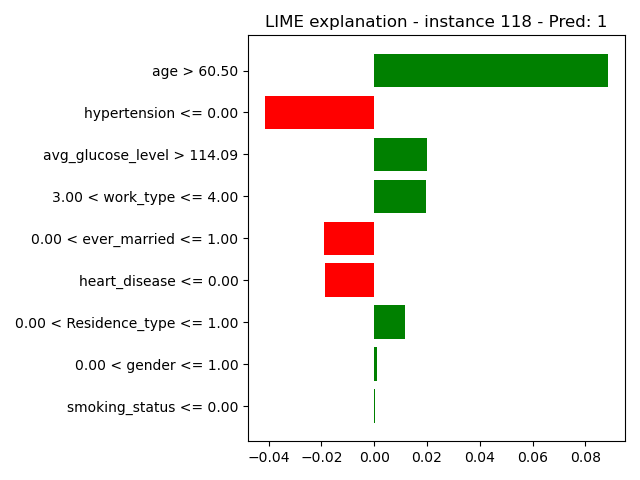 LIME explanation - instance 118 - Pred: 1
age > 60.50
hypertension <= 0.00
avg_glucose_level > 114.09
3.00 < work_type <= 4.00
0.00 < ever_married <= 1.00
heart_disease <= 0.00
0.00 < Residence_type <= 1.00
0.00 < gender <= 1.00
smoking_status <= 0.00
−0.04 −0.02 0.00 0.02 0.04 0.06 0.08